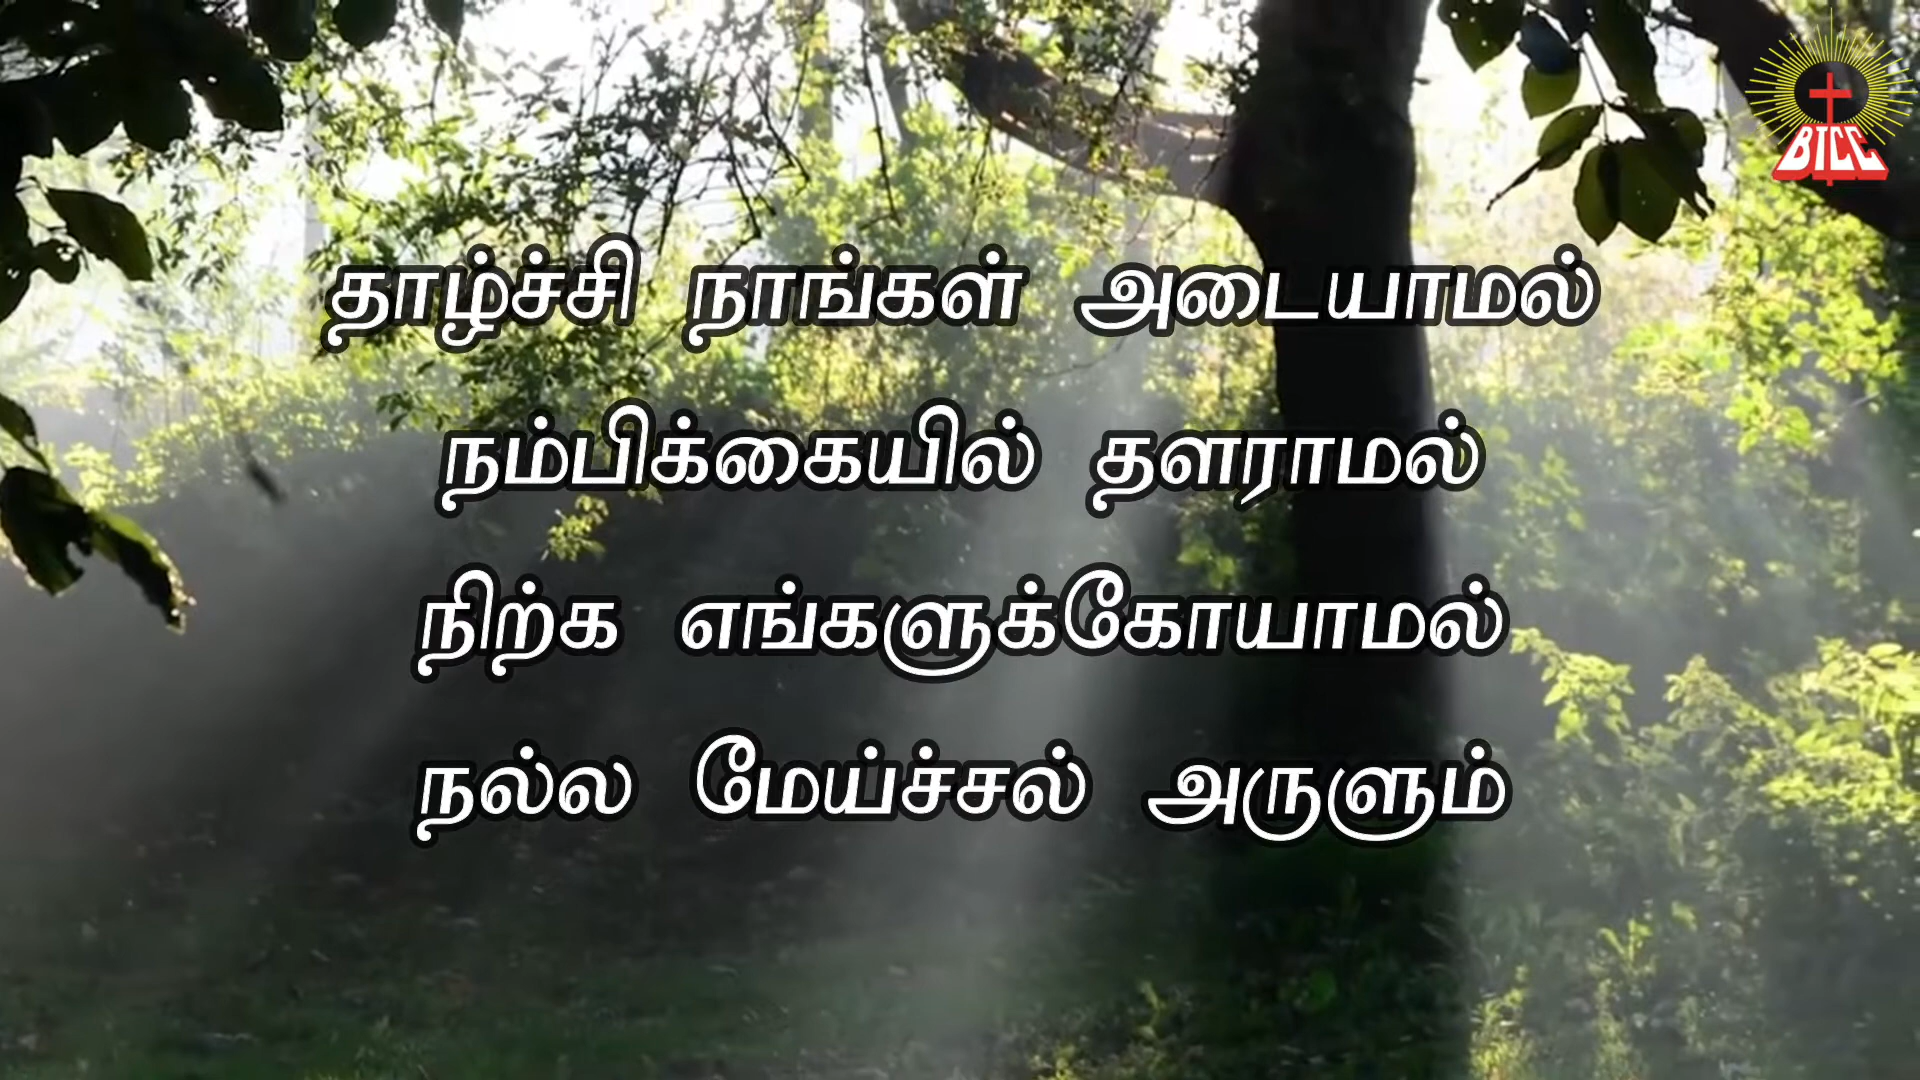 BICC
தாழ்ச்சி நாங்கள் அடையாமல்
நம்பிக்கையில் தளராமல்
நிற்க எங்களுக்கோயாமல்
நல்ல மேய்ச்சல் அருளும்